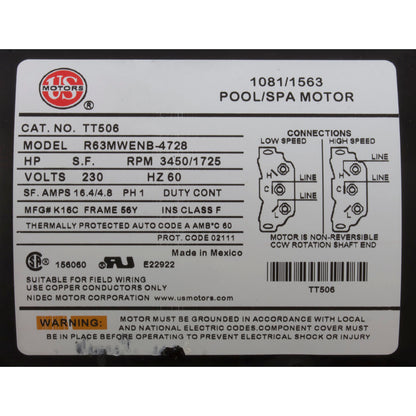 US
MOTORS
®
1081/1563
POOL/SPA MOTOR
CAT. NO. TT506
MODEL R63MWENB-4728
HP S.F. RPM 3450/1725
VOLTS 230 HZ 60
SF. AMPS 16.4/4.8 PH 1 DUTY CONT
MFG# K16C FRAME 56Y INS CLASS F
THERMALLY PROTECTED AUTO CODE A AMB°C 60
PROT. CODE 02111
CONNECTIONS
LOW SPEED HIGH SPEED
LINE LINE
H H
C LINE C LINE
L L
MOTOR IS NON-REVERSIBLE
CCW ROTATION SHAFT END
Made in Mexico
156060 E22922
SUITABLE FOR FIELD WIRING
USE COPPER CONDUCTORS ONLY
NIDEC MOTOR CORPORATION www.usmotors.com
TT506
WARNING: MOTOR MUST BE GROUNDED IN ACCORDANCE WITH LOCAL
AND NATIONAL ELECTRIC CODES.COMPONENT COVER MUST
BE IN PLACE BEFORE OPERATING TO PREVENT ELECTRIC SHOCK OR INJURY